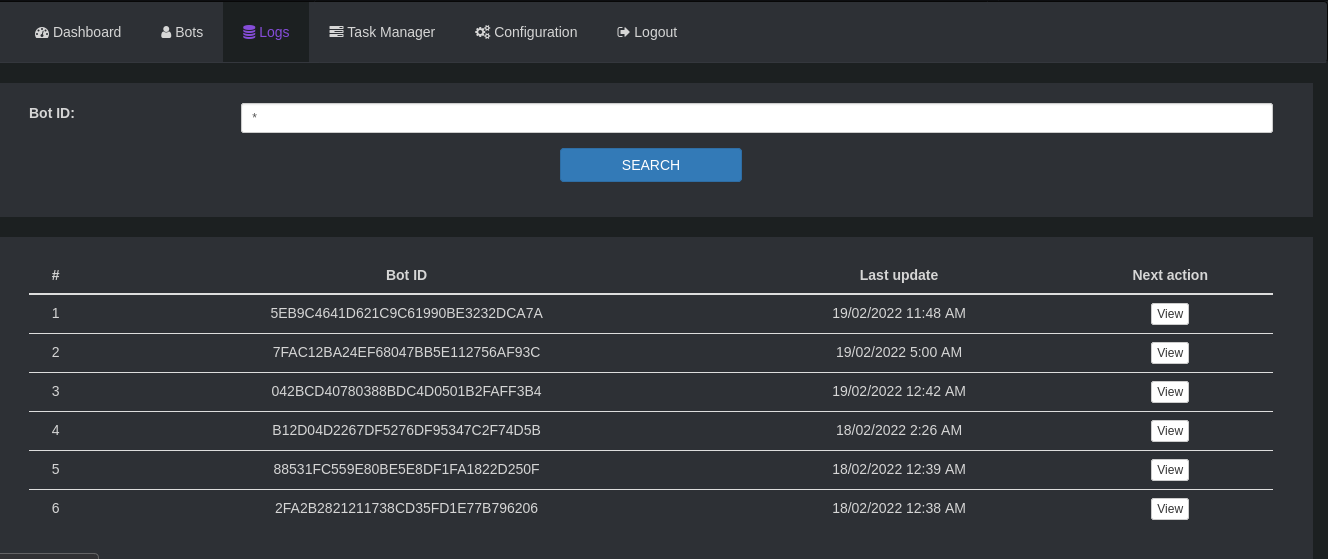 Dashboard Bots Logs Task Manager Configuration Logout
Bot ID: *
SEARCH
# Bot ID Last update Next action
1 5EB9C4641D621C9C61990BE3232DCA7A 19/02/2022 11:48 AM View
2 7FAC12BA24EF68047BB5E112756AF93C 19/02/2022 5:00 AM View
3 042BCD40780388BDC4D0501B2FAFF3B4 19/02/2022 12:42 AM View
4 B12D04D2267DF5276DF95347C2F74D5B 18/02/2022 2:26 AM View
5 88531FC559E80BE5E8DF1FA1822D250F 18/02/2022 12:39 AM View
6 2FA2B2821211738CD35FD1E77B796206 18/02/2022 12:38 AM View